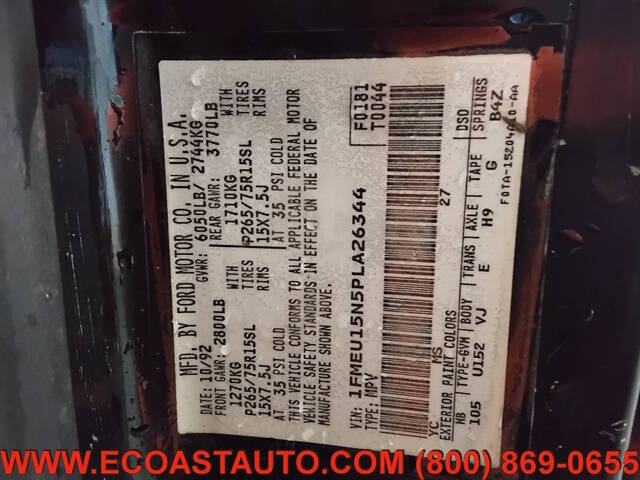 MFD. BY FORD MOTOR CO. IN U.S.A.
DATE: 10/92 GVWR: 6050LB/ 2744KG
FRONT GAWR: 2800LB REAR GAWR: 3770LB
1270KG WITH 1710KG WITH
P265/75R15SL TIRES P265/75R15SL TIRES
15X7.5J RIMS 15X7.5J RIMS
AT 35 PSI COLD AT 35 PSI COLD
THIS VEHICLE CONFORMS TO ALL APPLICABLE FEDERAL MOTOR
VEHICLE SAFETY STANDARDS IN EFFECT ON THE DATE OF
MANUFACTURE SHOWN ABOVE.
VIN: 1FMEU15N5PLA26344 F0181
TYPE: MPV T0044
YC MS 27
EXTERIOR PAINT COLORS DSO
WB TYPE-GVW BODY TRANS AXLE TAPE SPRINGS
105 U152 VJ E H9 G B4Z
WWW.ECOASTAUTO.COM (800) 869-0655